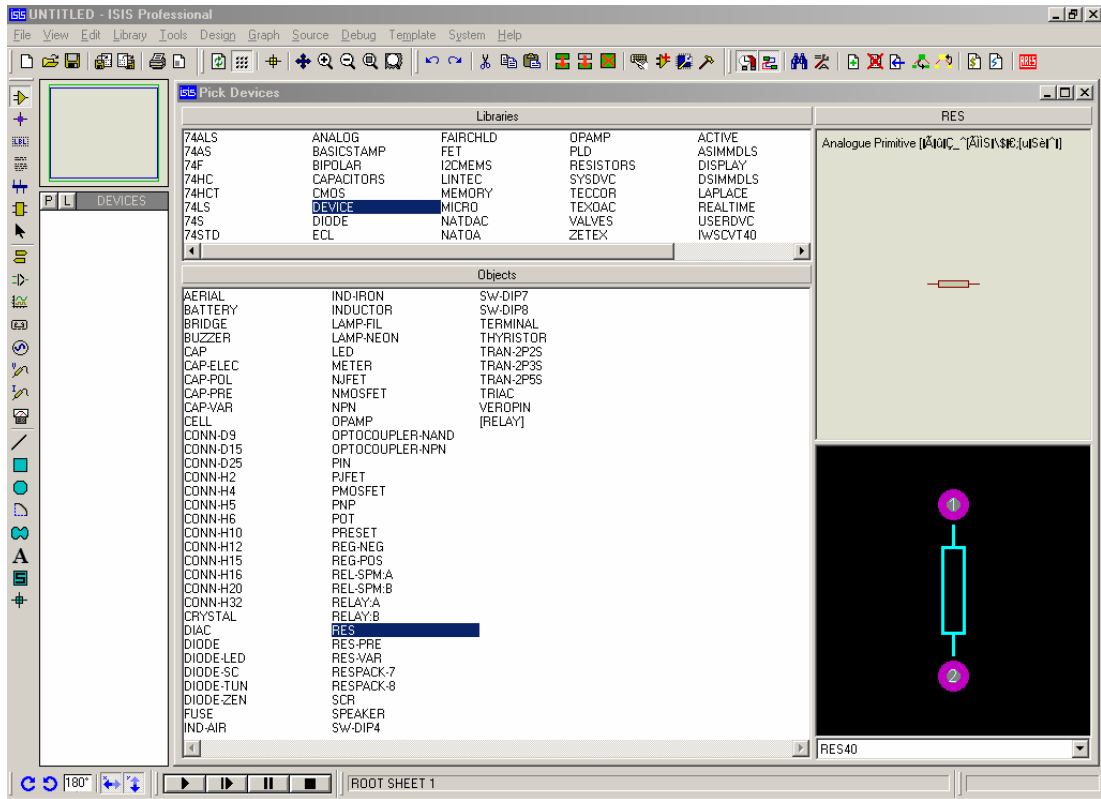 ISIS UNTITLED - ISIS Professional
File View Edit Library Tools Design Graph Source Debug Template System Help
ARES
ISIS Pick Devices
Libraries
RES
74ALS ANALOG FAIRCHLD OPAMP ACTIVE
74AS BASICSTAMP FET PLD ASIMMDLS
74F BIPOLAR I2CMEMS RESISTORS DISPLAY
74HC CAPACITORS LINTEC SYSDVC DSIMMDLS
74HCT CMOS MEMORY TECCOR LAPLACE
74LS DEVICE MICRO TEXOAC REALTIME
74S DIODE NATDAC VALVES USERDVC
74STD ECL NATOA ZETEX IWSCVT40
Analogue Primitive
LBL
P L DEVICES
Objects
AERIAL IND-IRON SW-DIP7
BATTERY INDUCTOR SW-DIP8
BRIDGE LAMP-FIL TERMINAL
BUZZER LAMP-NEON THYRISTOR
CAP LED TRAN-2P2S
CAP-ELEC METER TRAN-2P3S
CAP-POL NJFET TRAN-2P5S
CAP-PRE NMOSFET TRIAC
CAP-VAR NPN VEROPIN
CELL OPAMP [RELAY]
CONN-D9 OPTOCOUPLER-NAND
CONN-D15 OPTOCOUPLER-NPN
CONN-D25 PIN
CONN-H2 PJFET
CONN-H4 PMOSFET
CONN-H5 PNP
CONN-H6 POT
CONN-H10 PRESET
CONN-H12 REG-NEG
CONN-H15 REG-POS
CONN-H16 REL-SPM:A
CONN-H20 REL-SPM:B
CONN-H32 RELAY:A
CRYSTAL RELAY:B
DIAC RES
DIODE RES-PRE
DIODE-LED RES-VAR
DIODE-SC RESPACK-7
DIODE-TUN RESPACK-8
DIODE-ZEN SCR
FUSE SPEAKER
IND-AIR SW-DIP4
V
I
A
S
1
2
RES40
180°
ROOT SHEET 1